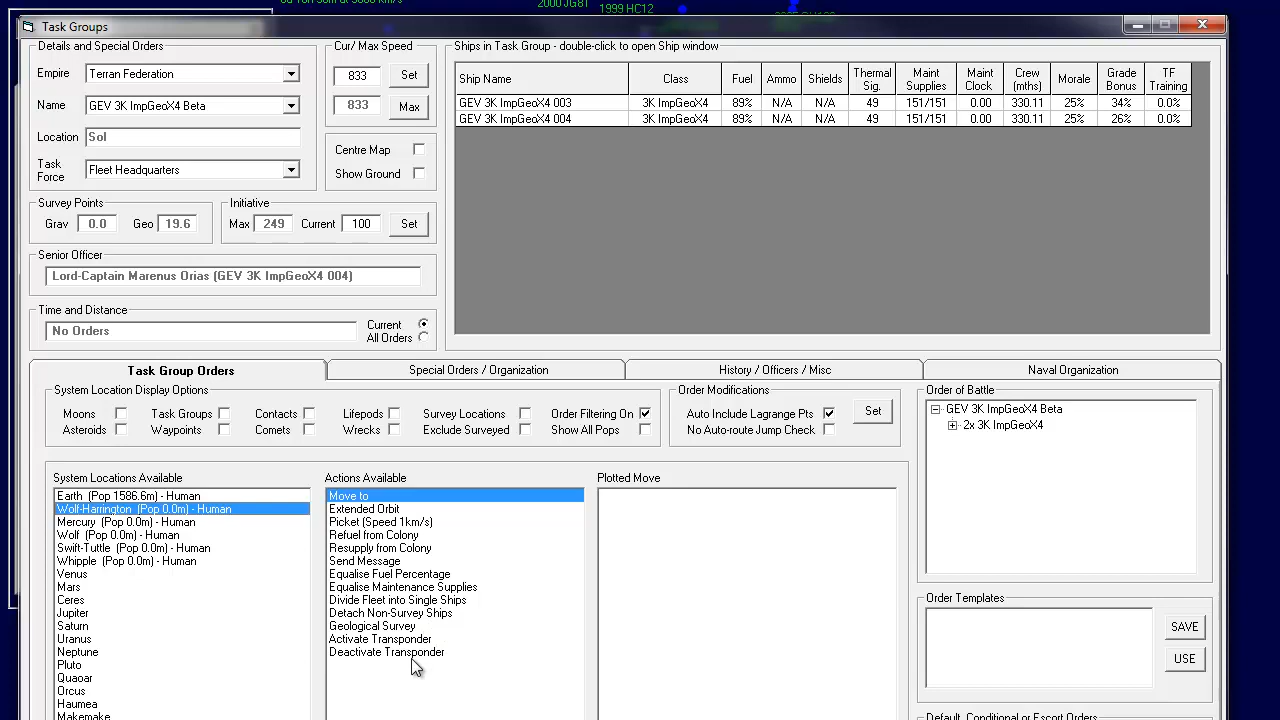 2000 JG81
1999 HC12
Task Groups
Details and Special Orders
Empire Terran Federation
Name GEV 3K ImpGeoX4 Beta
Location Sol
Task Force Fleet Headquarters
Cur/ Max Speed
833 Set
833 Max
Centre Map
Show Ground
Survey Points
Grav 0.0 Geo 19.6
Initiative
Max 249 Current 100 Set
Senior Officer
Lord-Captain Marenus Orias (GEV 3K ImpGeoX4 004)
Time and Distance
No Orders
Current
All Orders
Ships in Task Group - double-click to open Ship window
Ship Name Class Fuel Ammo Shields Thermal Sig. Maint Supplies Maint Clock Crew (mths) Morale Grade Bonus TF Training
GEV 3K ImpGeoX4 003 3K ImpGeoX4 89% N/A N/A 49 151/151 0.00 330.11 25% 34% 0.0%
GEV 3K ImpGeoX4 004 3K ImpGeoX4 89% N/A N/A 49 151/151 0.00 330.11 25% 26% 0.0%
Task Group Orders
Special Orders / Organization
History / Officers / Misc
Naval Organization
System Location Display Options
Moons Task Groups Contacts Lifepods Survey Locations Order Filtering On
Asteroids Waypoints Comets Wrecks Exclude Surveyed Show All Pops
Order Modifications
Auto Include Lagrange Pts
No Auto-route Jump Check
Set
Order of Battle
GEV 3K ImpGeoX4 Beta
2x 3K ImpGeoX4
System Locations Available
Earth (Pop 1586.6m) - Human
Wolf-Harrington (Pop 0.0m) - Human
Mercury (Pop 0.0m) - Human
Wolf (Pop 0.0m) - Human
Swift-Tuttle (Pop 0.0m) - Human
Whipple (Pop 0.0m) - Human
Venus
Mars
Ceres
Jupiter
Saturn
Uranus
Neptune
Pluto
Quaoar
Orcus
Haumea
Makemake
Actions Available
Move to
Extended Orbit
Picket (Speed 1km/s)
Refuel from Colony
Resupply from Colony
Send Message
Equalise Fuel Percentage
Equalise Maintenance Supplies
Divide Fleet into Single Ships
Detach Non-Survey Ships
Geological Survey
Activate Transponder
Deactivate Transponder
Plotted Move
Order Templates
SAVE
USE
Default, Conditional or Escort Orders